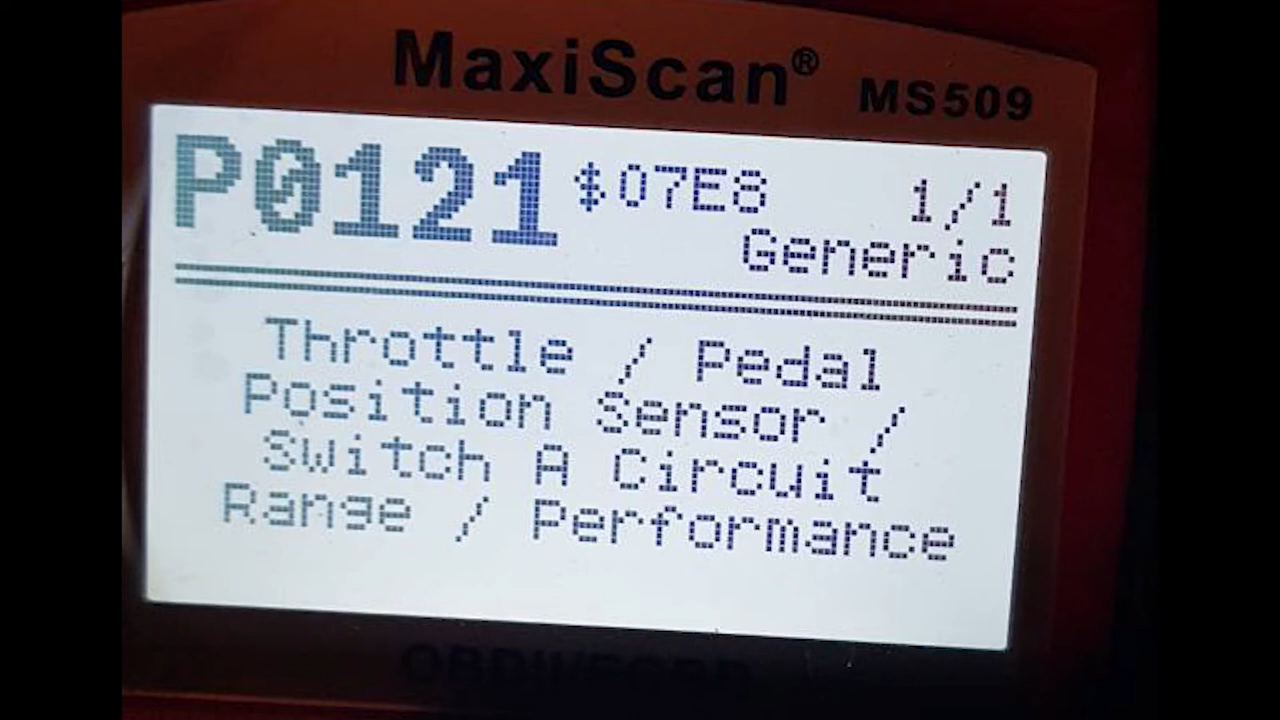 MaxiScan® MS509
P0121 $07E8 1/1
Generic
Throttle / Pedal
Position Sensor /
Switch A Circuit
Range / Performance